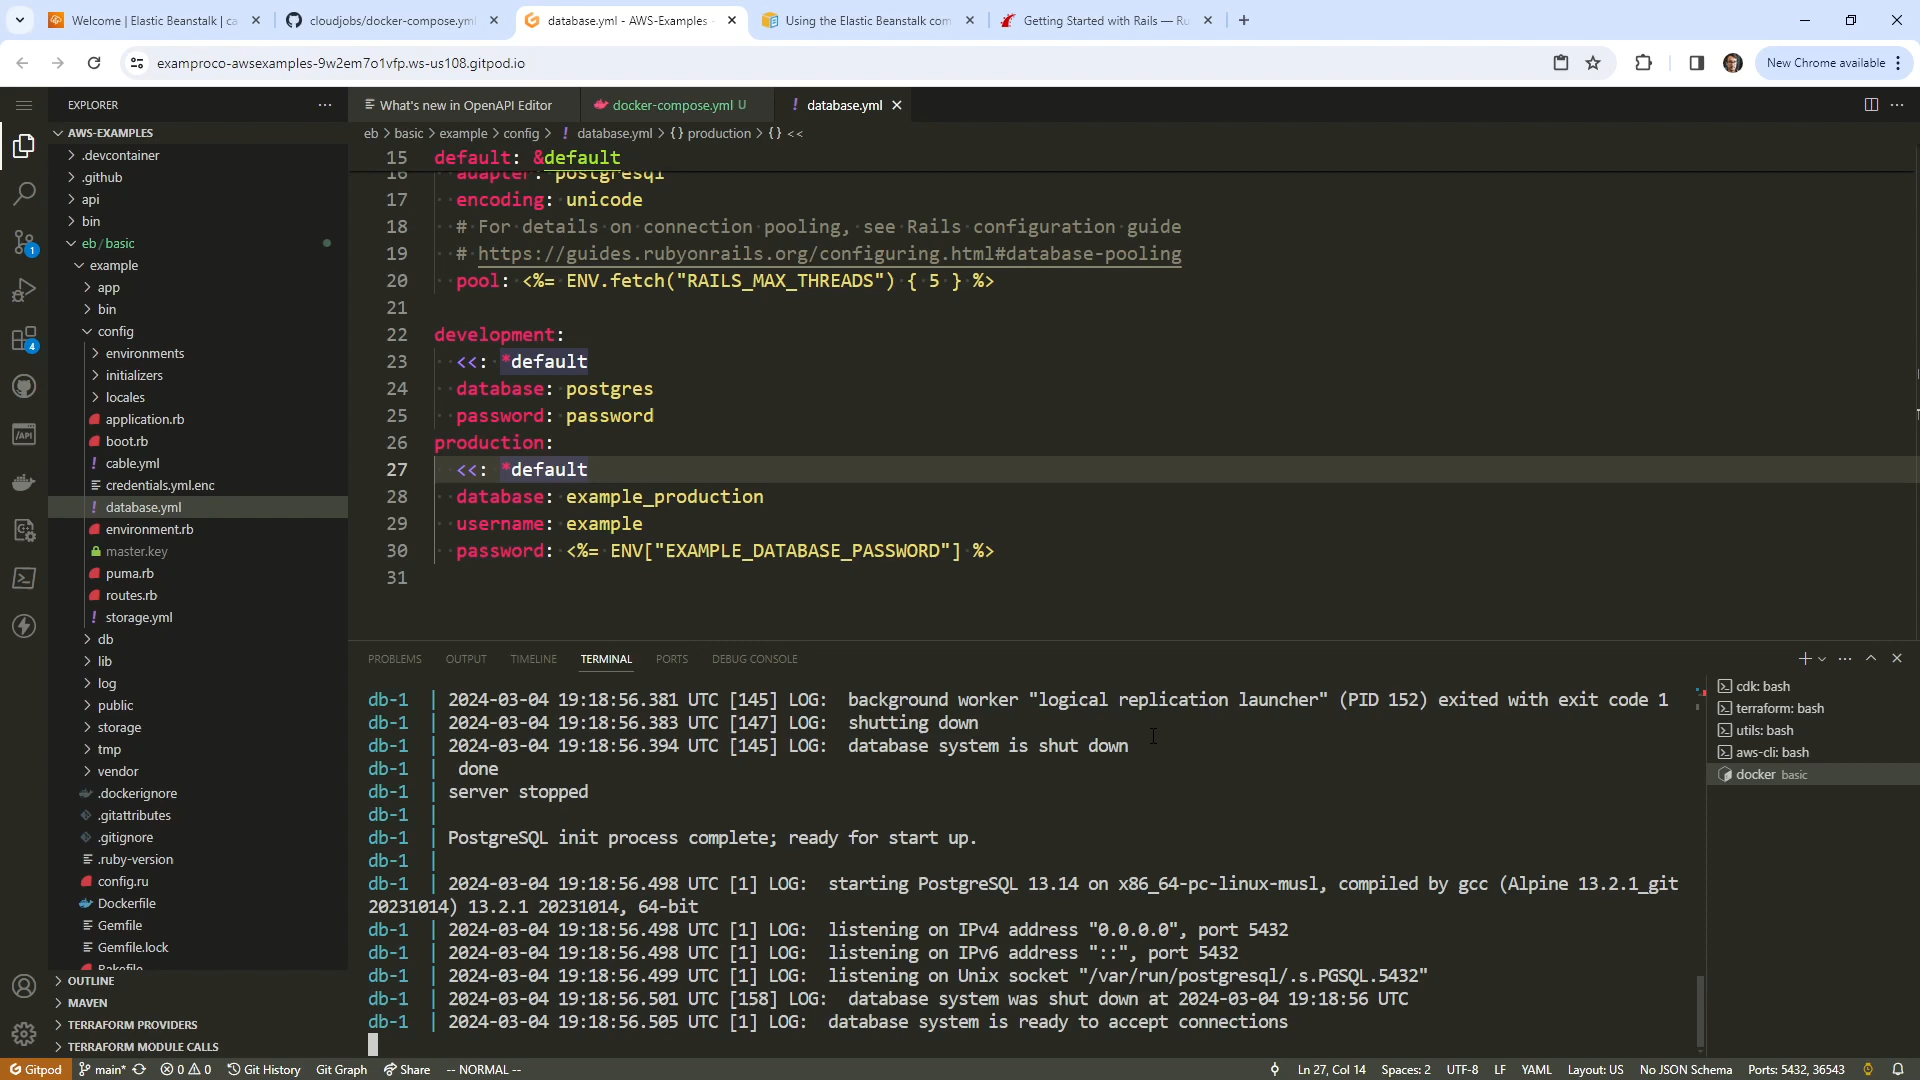 Welcome | Elastic Beanstalk | ca
cloudjobs/docker-compose.yml
database.yml - AWS-Examples -
Using the Elastic Beanstalk com
Getting Started with Rails — Ru
examproco-awsexamples-9w2em7o1vfp.ws-us108.gitpod.io
New Chrome available
EXPLORER
What's new in OpenAPI Editor
docker-compose.yml U
database.yml
AWS-EXAMPLES
.devcontainer
.github
api
bin
eb/basic
example
app
bin
config
environments
initializers
locales
application.rb
boot.rb
cable.yml
credentials.yml.enc
database.yml
environment.rb
master.key
puma.rb
routes.rb
storage.yml
db
lib
log
public
storage
tmp
vendor
.dockerignore
.gitattributes
.gitignore
.ruby-version
config.ru
Dockerfile
Gemfile
Gemfile.lock
Rakefile
OUTLINE
MAVEN
TERRAFORM PROVIDERS
TERRAFORM MODULE CALLS
eb > basic > example > config > ! database.yml > {} production > {} <<
15 default: &default
16 adapter: postgresql
17 encoding: unicode
18 # For details on connection pooling, see Rails configuration guide
19 # https://guides.rubyonrails.org/configuring.html#database-pooling
20 pool: <%= ENV.fetch("RAILS_MAX_THREADS") { 5 } %>
21
22 development:
23 <<: *default
24 database: postgres
25 password: password
26 production:
27 <<: *default
28 database: example_production
29 username: example
30 password: <%= ENV["EXAMPLE_DATABASE_PASSWORD"] %>
31
PROBLEMS OUTPUT TIMELINE TERMINAL PORTS DEBUG CONSOLE
db-1 | 2024-03-04 19:18:56.381 UTC [145] LOG: background worker "logical replication launcher" (PID 152) exited with exit code 1
db-1 | 2024-03-04 19:18:56.383 UTC [147] LOG: shutting down
db-1 | 2024-03-04 19:18:56.394 UTC [145] LOG: database system is shut down
db-1 | done
db-1 | server stopped
db-1 |
db-1 | PostgreSQL init process complete; ready for start up.
db-1 |
db-1 | 2024-03-04 19:18:56.498 UTC [1] LOG: starting PostgreSQL 13.14 on x86_64-pc-linux-musl, compiled by gcc (Alpine 13.2.1_git
20231014) 13.2.1 20231014, 64-bit
db-1 | 2024-03-04 19:18:56.498 UTC [1] LOG: listening on IPv4 address "0.0.0.0", port 5432
db-1 | 2024-03-04 19:18:56.498 UTC [1] LOG: listening on IPv6 address "::", port 5432
db-1 | 2024-03-04 19:18:56.499 UTC [1] LOG: listening on Unix socket "/var/run/postgresql/.s.PGSQL.5432"
db-1 | 2024-03-04 19:18:56.501 UTC [158] LOG: database system was shut down at 2024-03-04 19:18:56 UTC
db-1 | 2024-03-04 19:18:56.505 UTC [1] LOG: database system is ready to accept connections
cdk: bash
terraform: bash
utils: bash
aws-cli: bash
docker basic
1
4
/API
Gitpod main* 0 0 Git History Git Graph Share -- NORMAL -- Ln 27, Col 14 Spaces: 2 UTF-8 LF YAML Layout: US No JSON Schema Ports: 5432, 36543